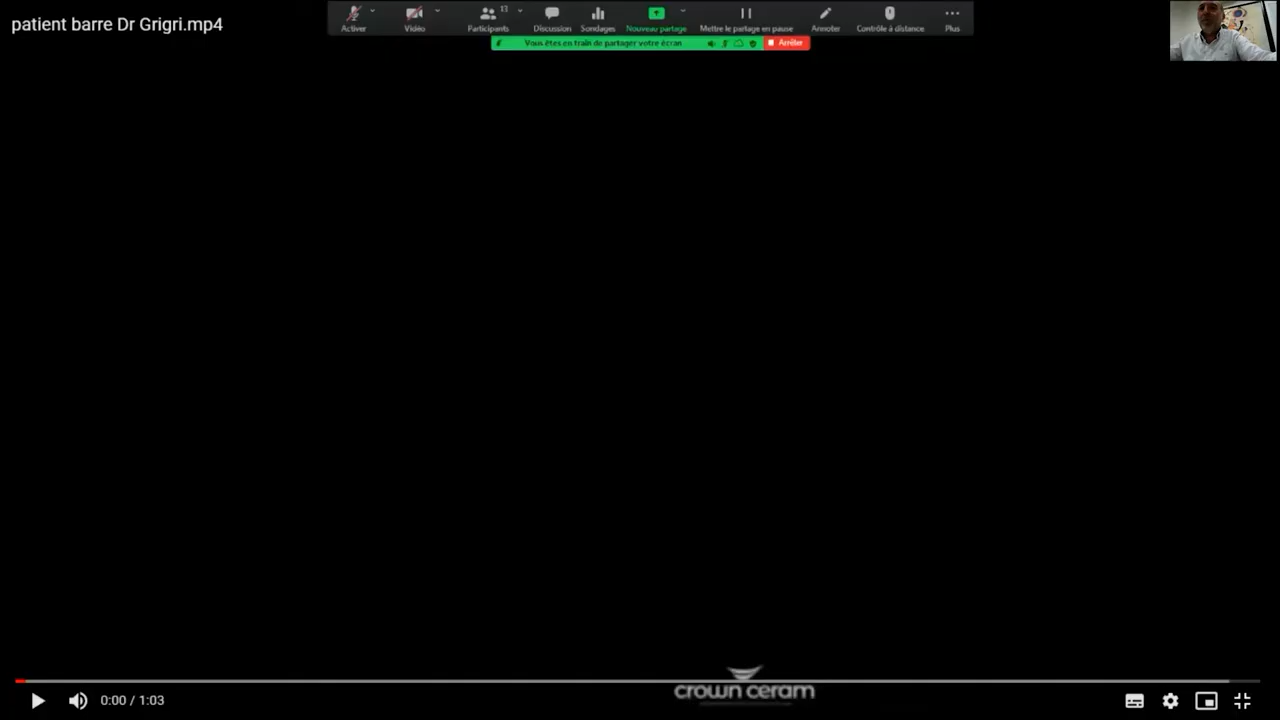 patient barre Dr Grigri.mp4
Activer
Vidéo
Participants 13
Discussion
Sondages
Nouveau partage
Mettre le partage en pause
Annoter
Contrôle à distance
Plus
Vous êtes en train de partager votre écran
Arrêter
crown ceram
0:00 / 1:03